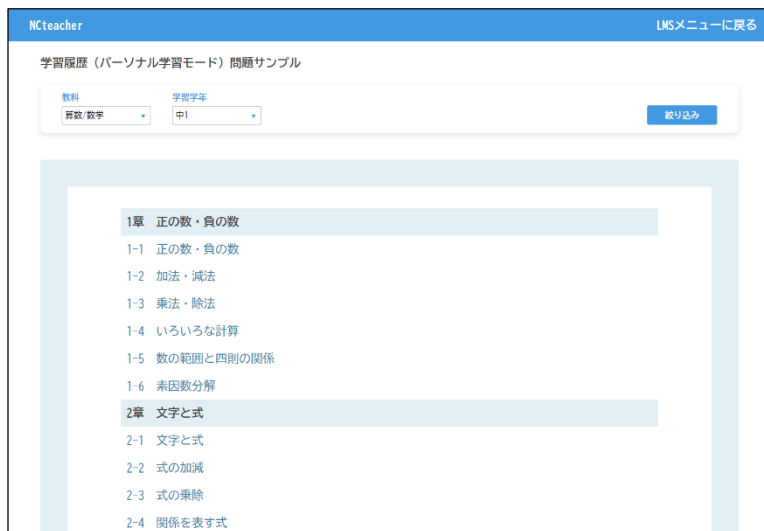 NCteacher LMSメニューに戻る
学習履歴（パーソナル学習モード）問題サンプル
教科 学習学年
算数/数学 中1 絞り込み
1章 正の数・負の数
1-1 正の数・負の数
1-2 加法・減法
1-3 乗法・除法
1-4 いろいろな計算
1-5 数の範囲と四則の関係
1-6 素因数分解
2章 文字と式
2-1 文字と式
2-2 式の加減
2-3 式の乗除
2-4 関係を表す式